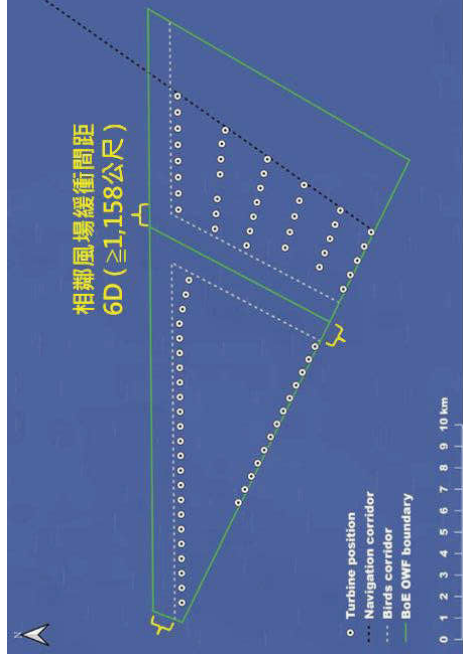 N
相鄰風場緩衝間距
6D ( ≧1,158公尺 )
Turbine position
Navigation corridor
Birds corridor
BoE OWF boundary
0 1 2 3 4 5 6 7 8 9 10 km